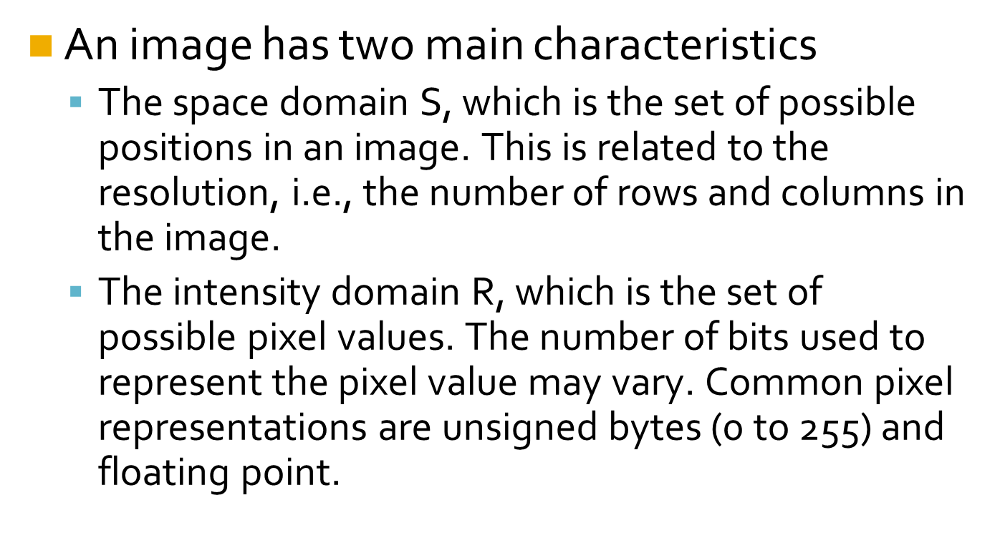 An image has two main characteristics
The space domain S, which is the set of possible
positions in an image. This is related to the
resolution, i.e., the number of rows and columns in
the image.
The intensity domain R, which is the set of
possible pixel values. The number of bits used to
represent the pixel value may vary. Common pixel
representations are unsigned bytes (0 to 255) and
floating point.